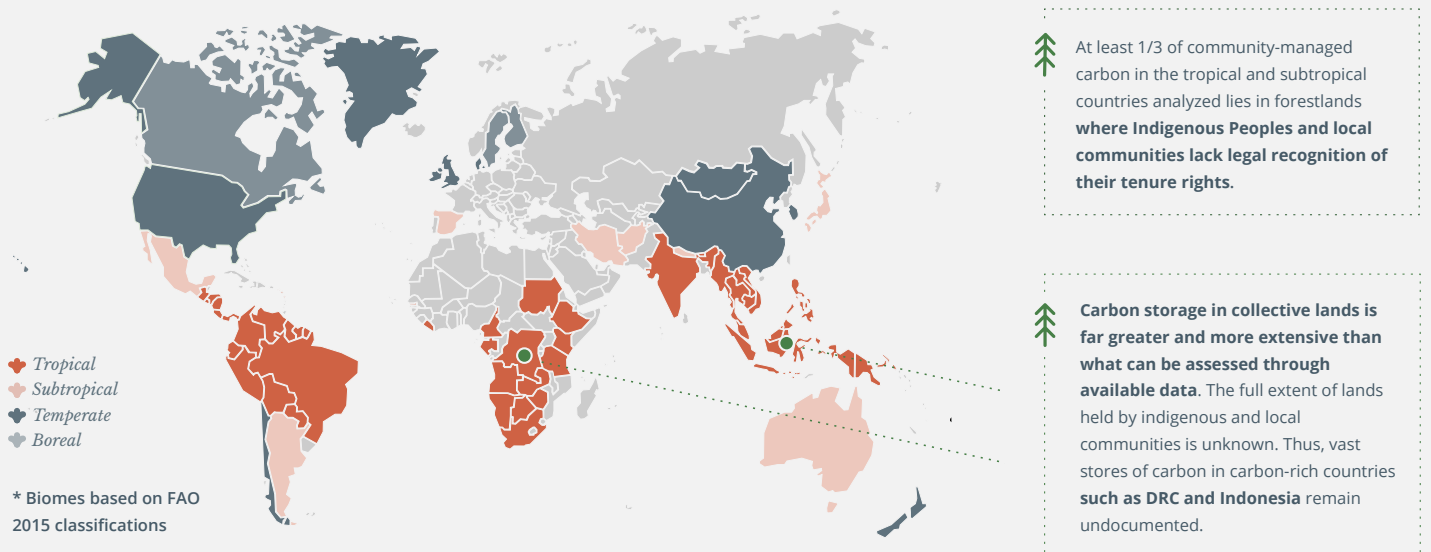 At least 1/3 of community-managed
carbon in the tropical and subtropical
countries analyzed lies in forestlands
where Indigenous Peoples and local
communities lack legal recognition of
their tenure rights.
Carbon storage in collective lands is
far greater and more extensive than
what can be assessed through
available data. The full extent of lands
held by indigenous and local
communities is unknown. Thus, vast
stores of carbon in carbon-rich countries
such as DRC and Indonesia remain
undocumented.
Tropical
Subtropical
Temperate
Boreal
* Biomes based on FAO
2015 classifications